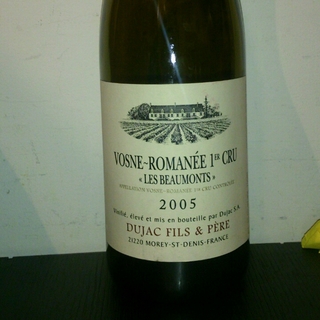 VOSNE-ROMANÉE 1ER CRU
« LES BEAUMONTS »
APPELLATION VOSNE-ROMANÉE 1ER CRU CONTROLÉE
2005
Vinifié, élevé et mis en bouteille par Dujac S.A.
DUJAC FILS & PÈRE
21220 MOREY-ST-DENIS-FRANCE